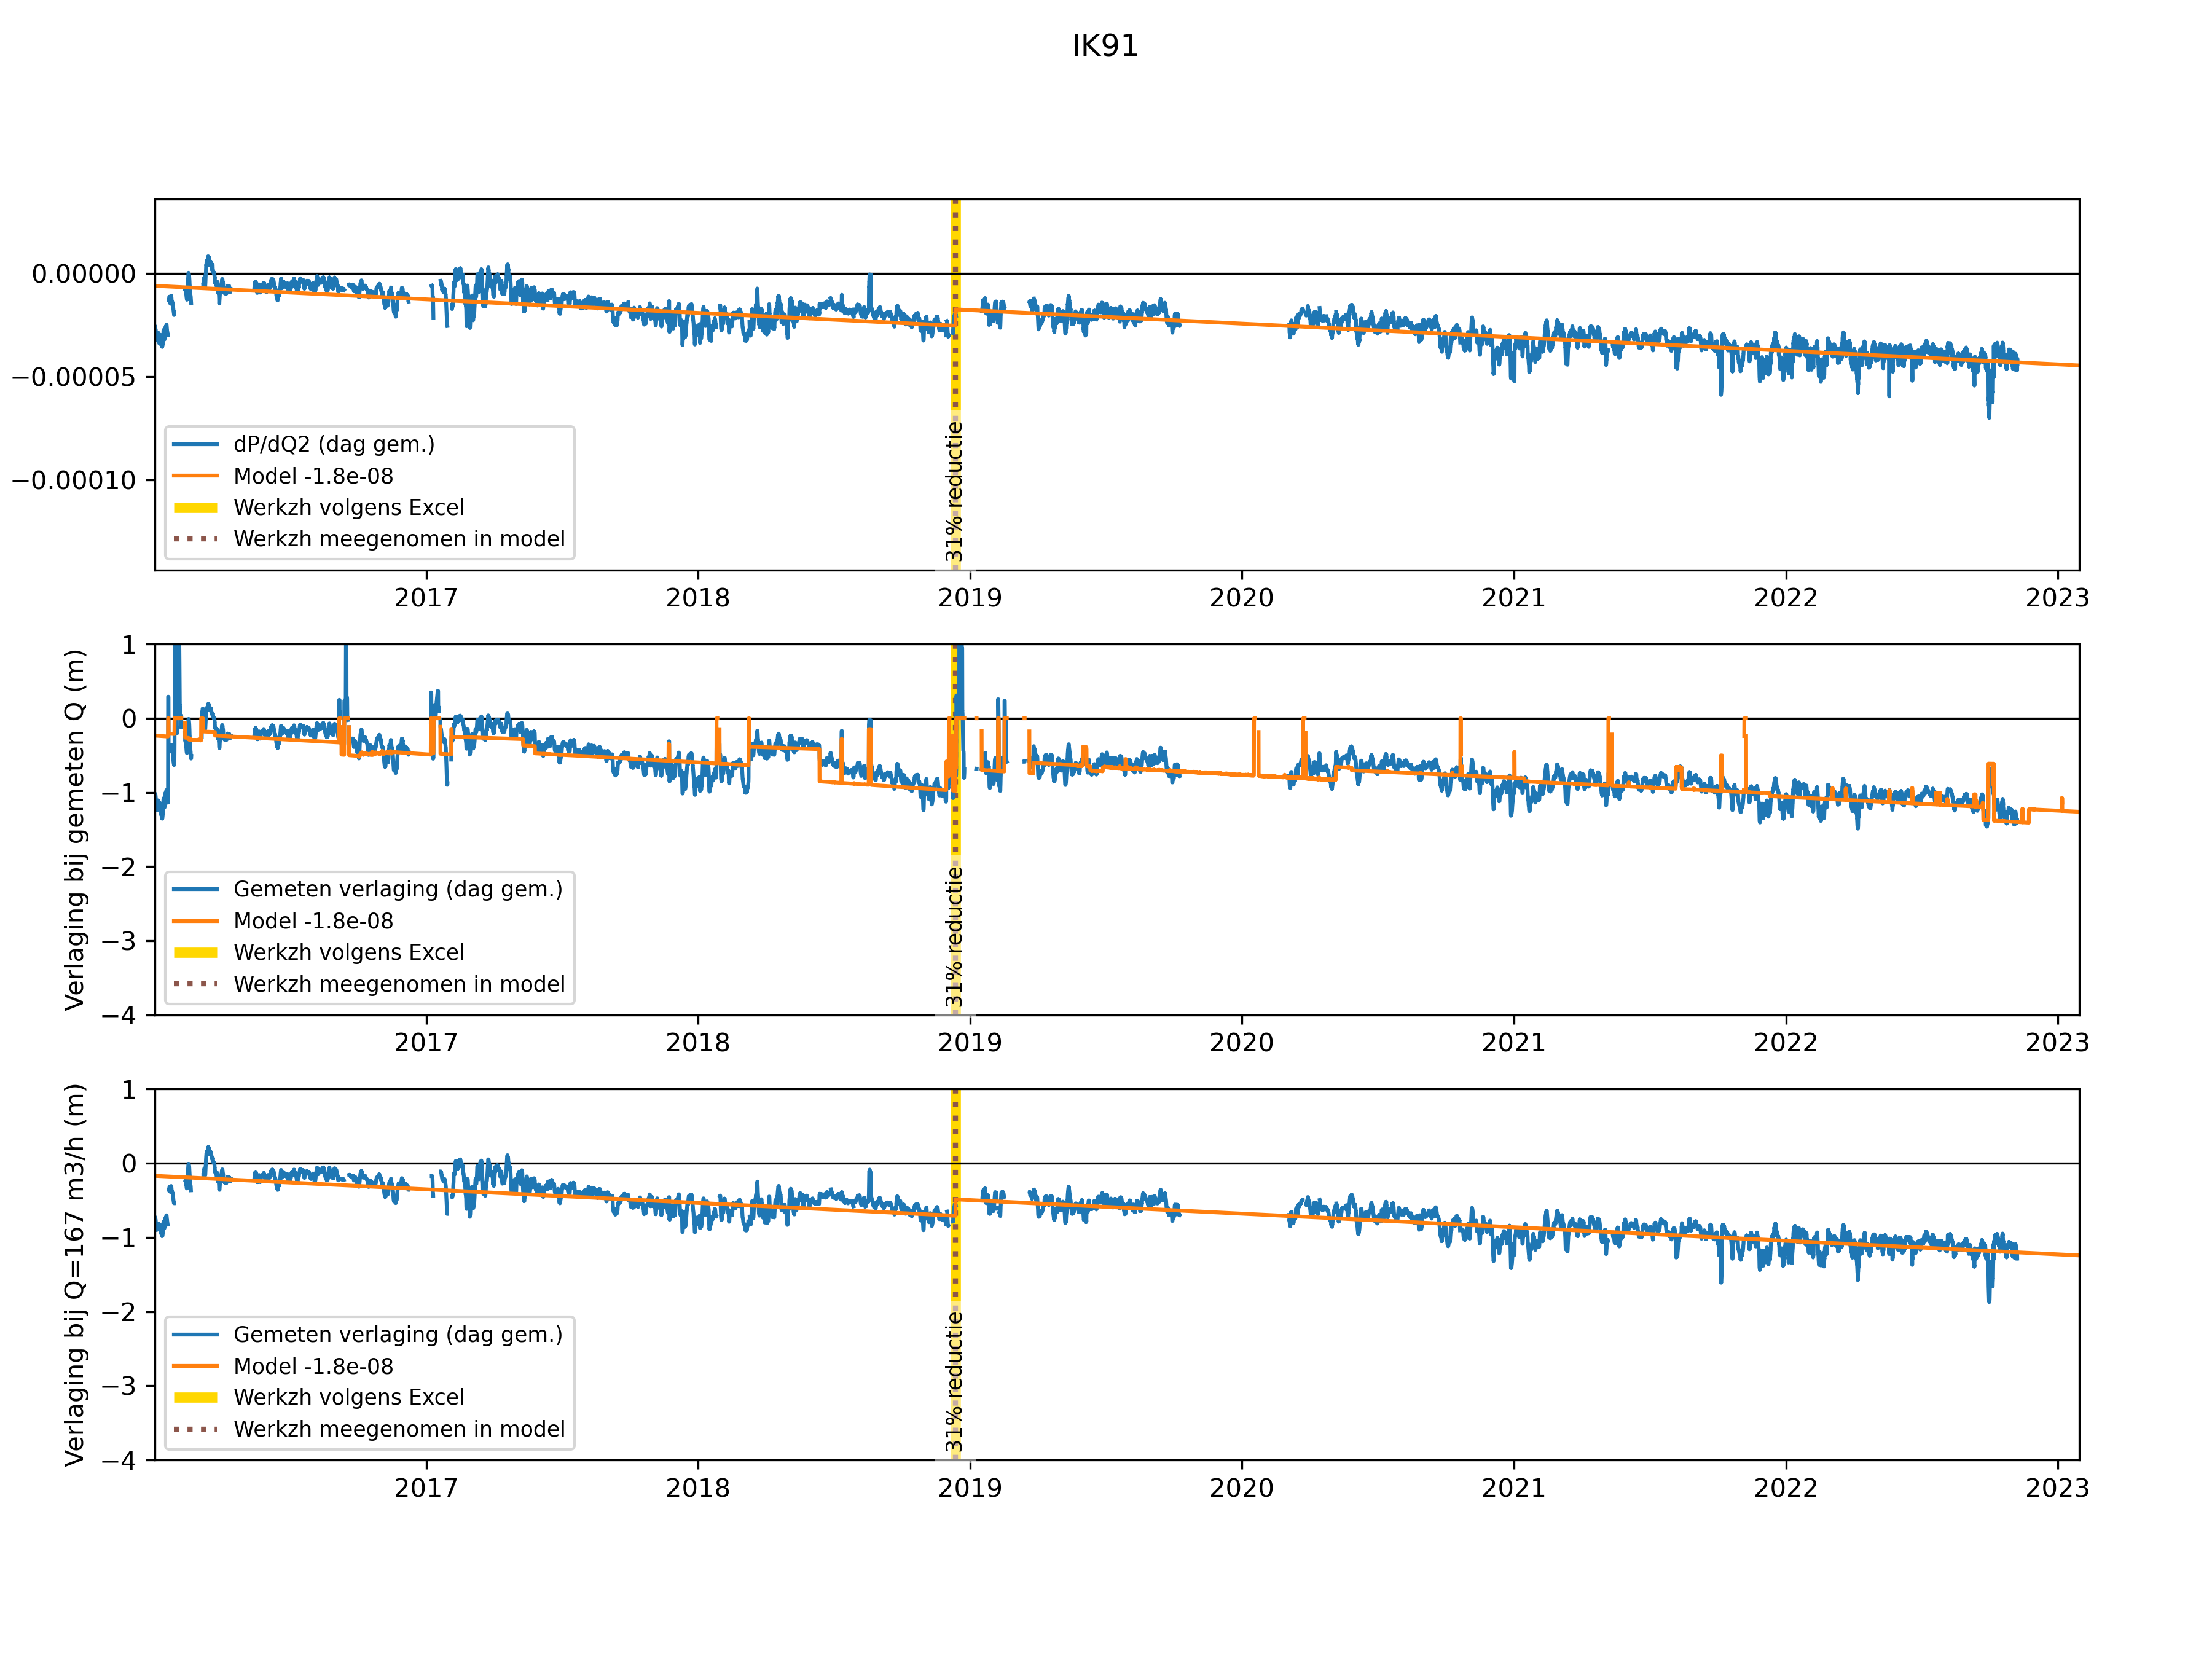 IK91
0.00000
−0.00005
−0.00010
dP/dQ2 (dag gem.)
Model -1.8e-08
Werkzh volgens Excel
Werkzh meegenomen in model
31% reductie
2017 2018 2019 2020 2021 2022 2023
Verlaging bij gemeten Q (m)
1
0
−1
−2
−3
−4
Gemeten verlaging (dag gem.)
Model -1.8e-08
Werkzh volgens Excel
Werkzh meegenomen in model
31% reductie
2017 2018 2019 2020 2021 2022 2023
Verlaging bij Q=167 m3/h (m)
1
0
−1
−2
−3
−4
Gemeten verlaging (dag gem.)
Model -1.8e-08
Werkzh volgens Excel
Werkzh meegenomen in model
31% reductie
2017 2018 2019 2020 2021 2022 2023